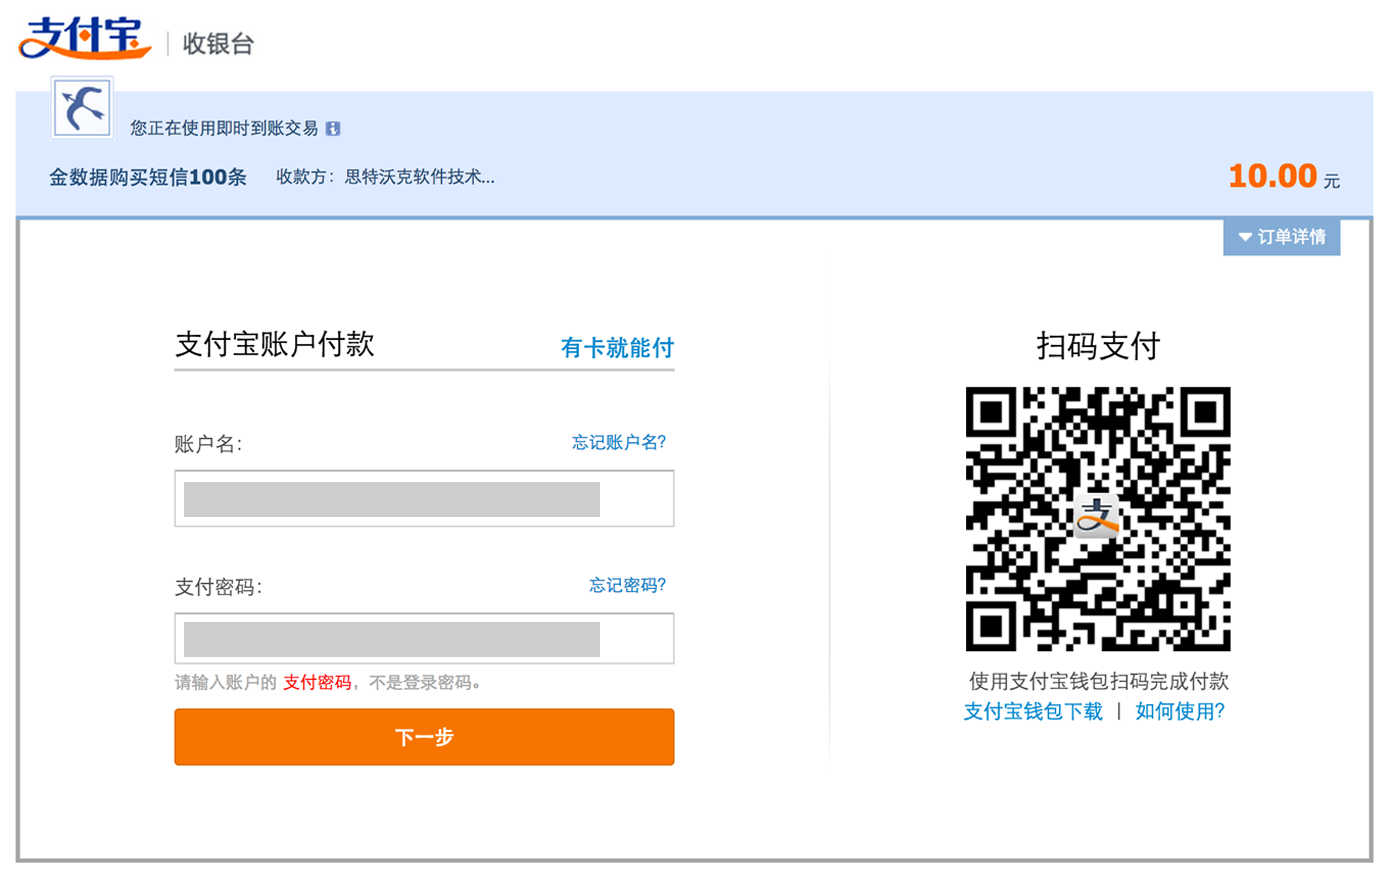 支付宝 | 收银台
您正在使用即时到账交易
金数据购买短信100条 收款方：思特沃克软件技术... 10.00 元
订单详情
支付宝账户付款 有卡就能付
账户名: 忘记账户名?
支付密码: 忘记密码?
请输入账户的 支付密码，不是登录密码。
下一步
扫码支付
支
使用支付宝钱包扫码完成付款
支付宝钱包下载 | 如何使用?